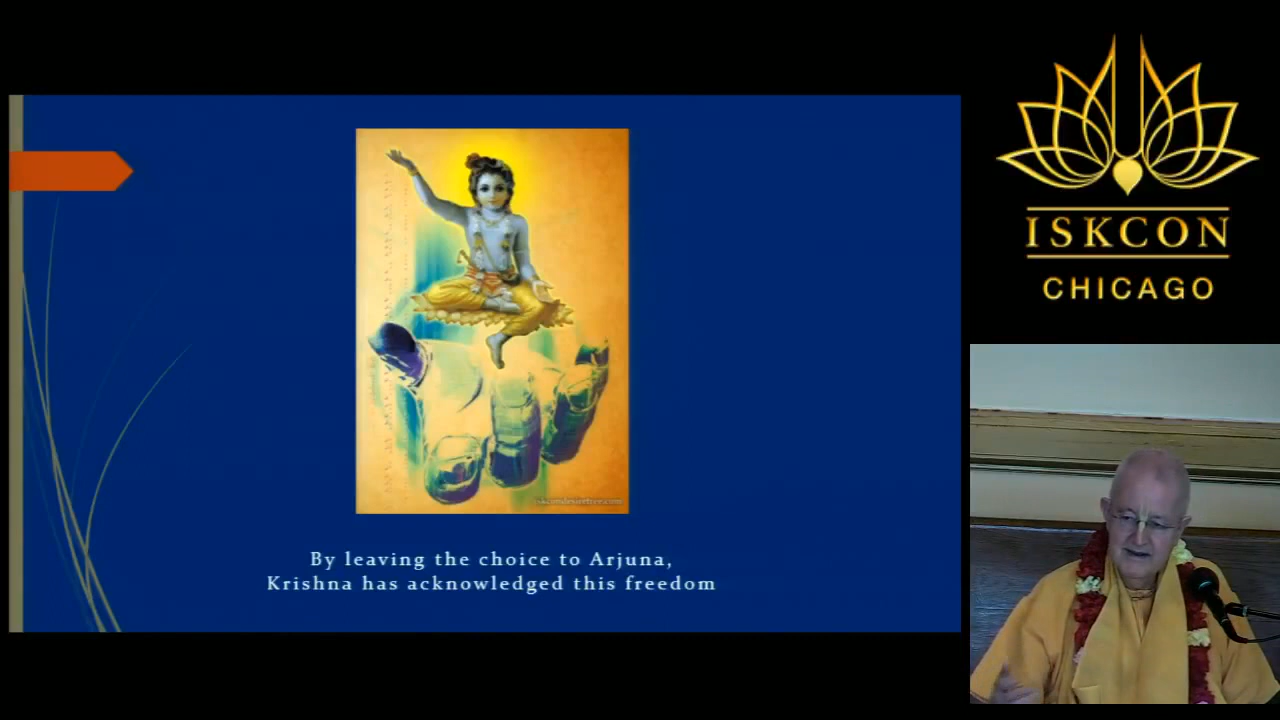 By leaving the choice to Arjuna,
Krishna has acknowledged this freedom
ISKCON
CHICAGO